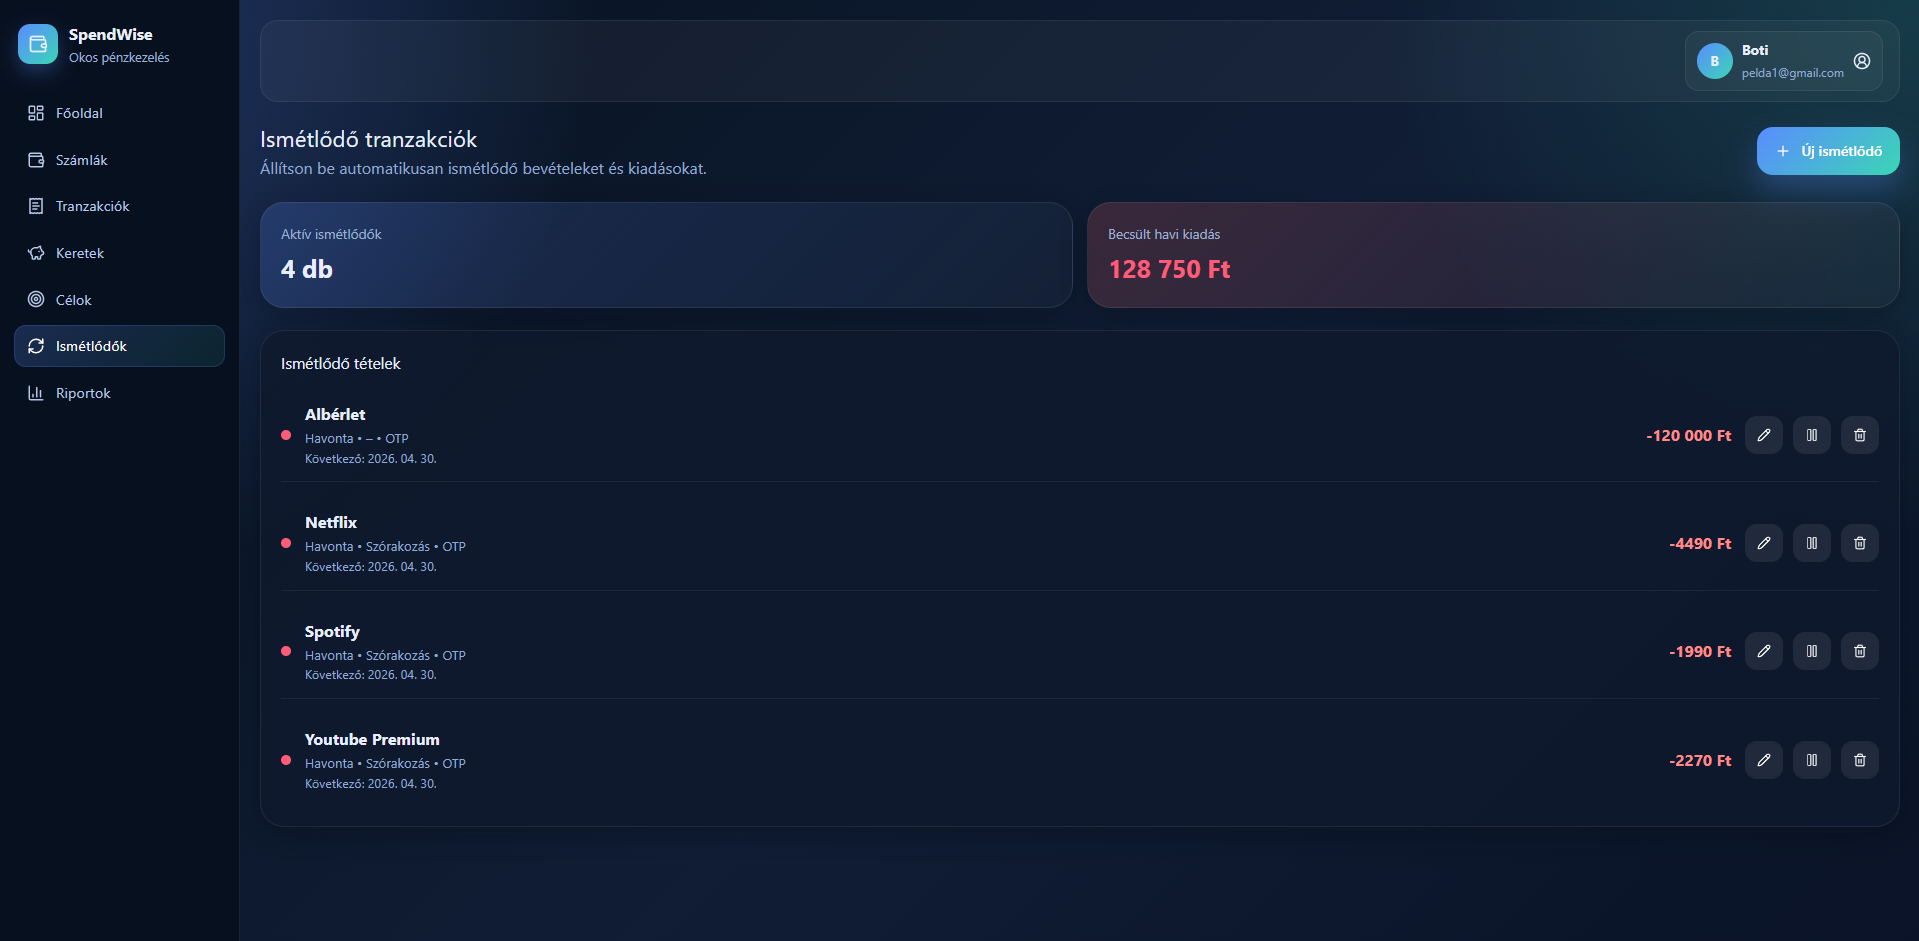 SpendWise
Okos pénzkezelés
Főoldal
Számlák
Tranzakciók
Keretek
Célok
Ismétlődők
Riportok
B
Boti
pelda1@gmail.com
Ismétlődő tranzakciók
Állítson be automatikusan ismétlődő bevételeket és kiadásokat.
+ Új ismétlődő
Aktív ismétlődők
4 db
Becsült havi kiadás
128 750 Ft
Ismétlődő tételek
Albérlet
Havonta • – • OTP
Következő: 2026. 04. 30.
-120 000 Ft
Netflix
Havonta • Szórakozás • OTP
Következő: 2026. 04. 30.
-4490 Ft
Spotify
Havonta • Szórakozás • OTP
Következő: 2026. 04. 30.
-1990 Ft
Youtube Premium
Havonta • Szórakozás • OTP
Következő: 2026. 04. 30.
-2270 Ft